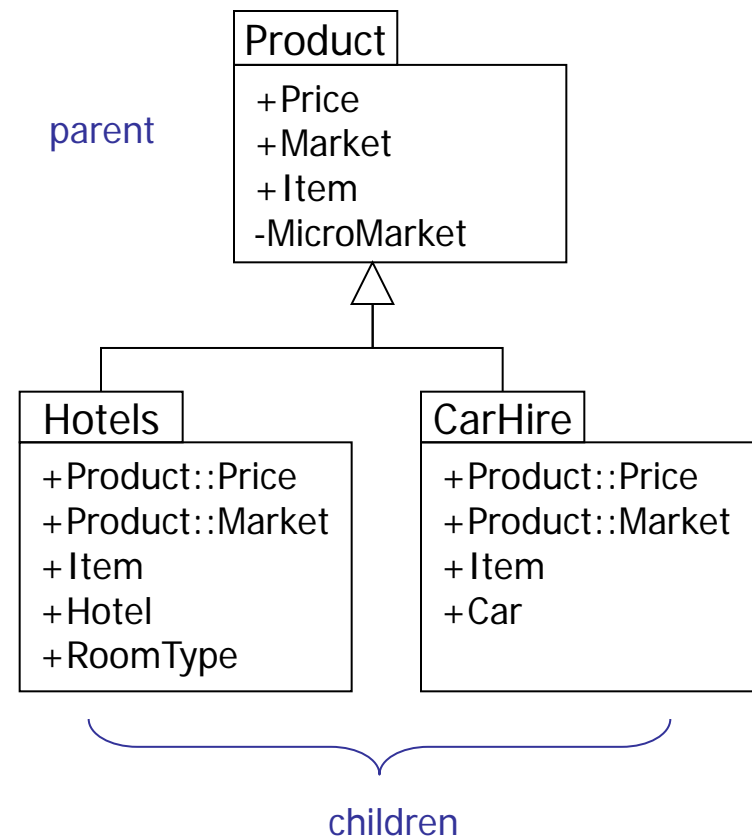 Product
+Price
+Market
+Item
-MicroMarket
parent
Hotels
+Product::Price
+Product::Market
+Item
+Hotel
+RoomType
CarHire
+Product::Price
+Product::Market
+Item
+Car
children